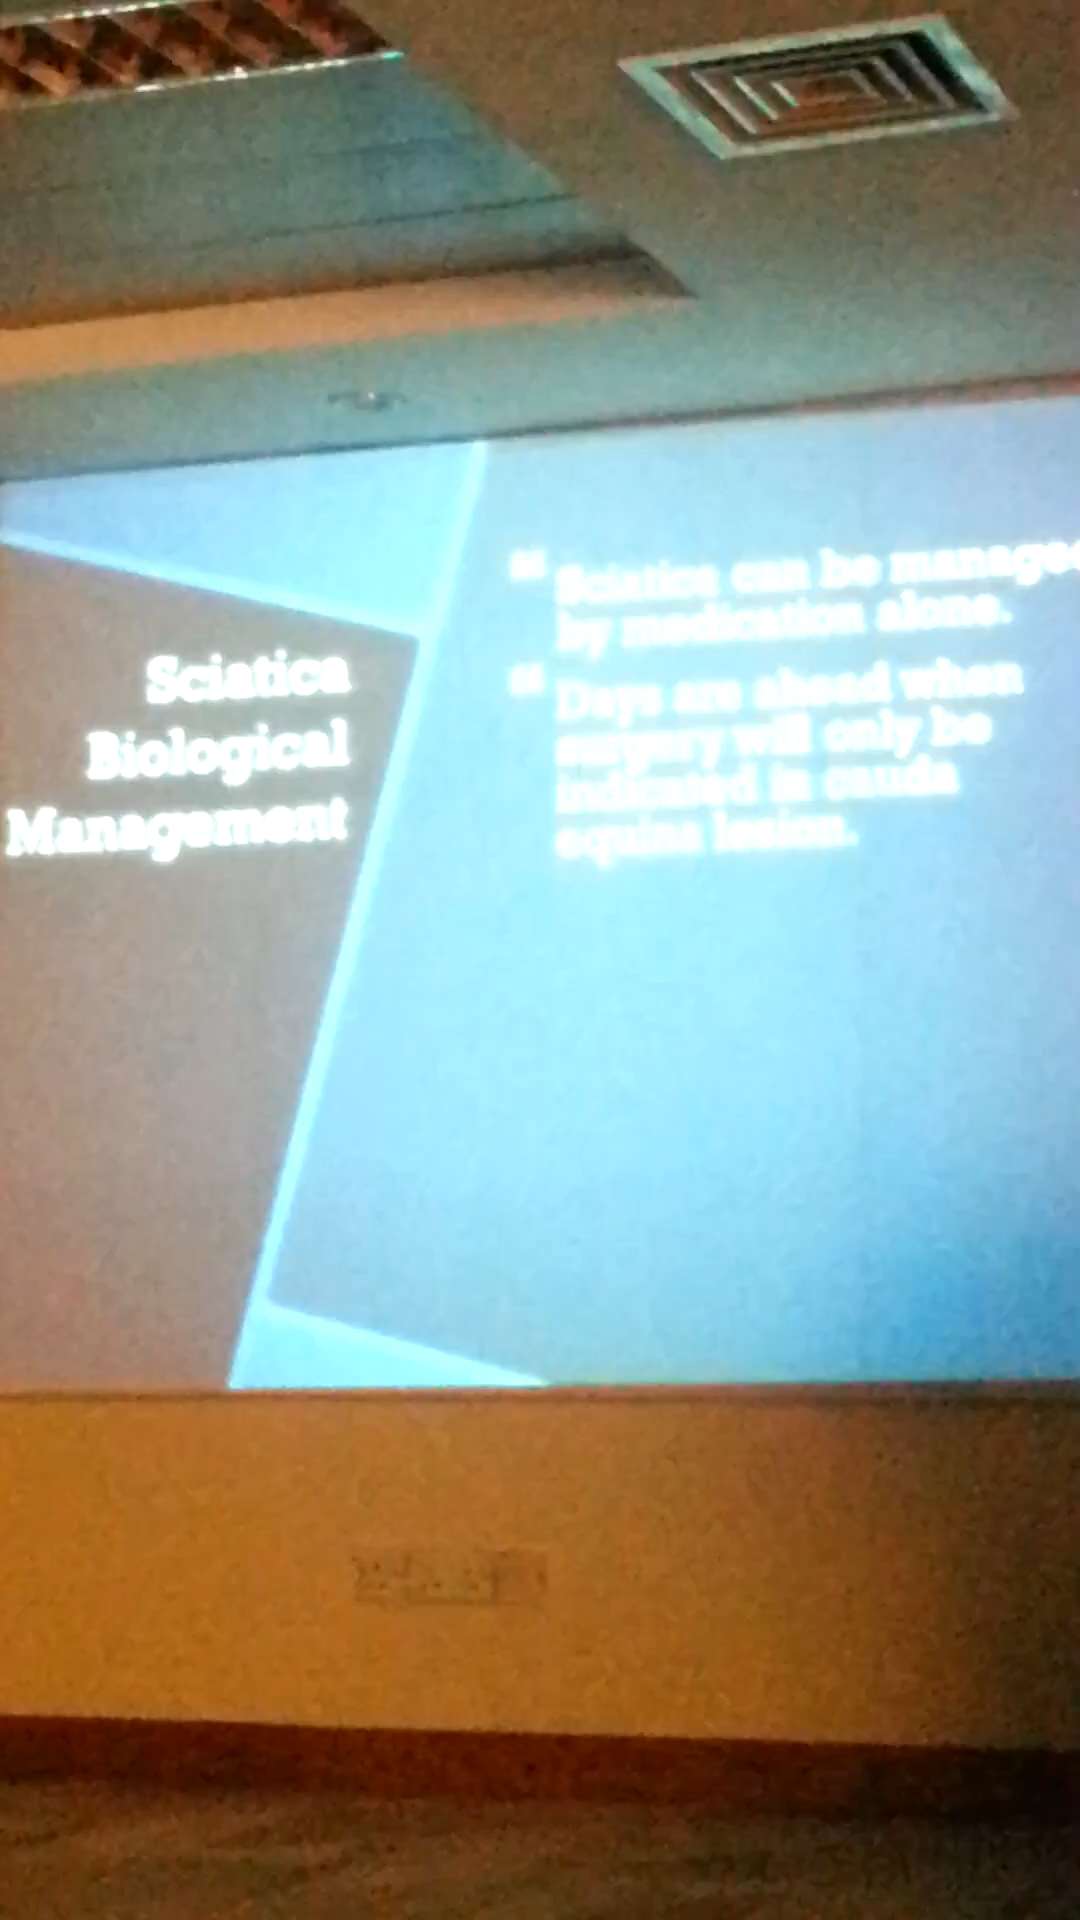 Sciatica
Biological
Management
“ Sciatica can be managed
by medication alone.
“ Days are ahead when
surgery will only be
indicated in cauda
equina lesion.